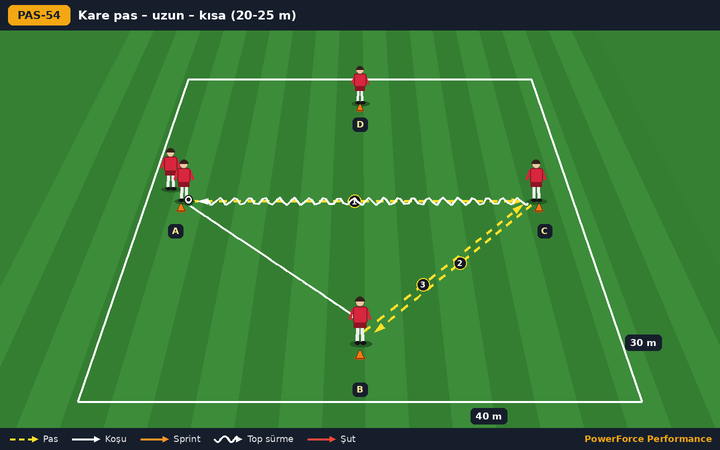 PAS-54 Kare pas – uzun – kısa (20-25 m)
D
1
A
C
2
3
30 m
B
40 m
Pas Koşu Sprint Top sürme Şut PowerForce Performance